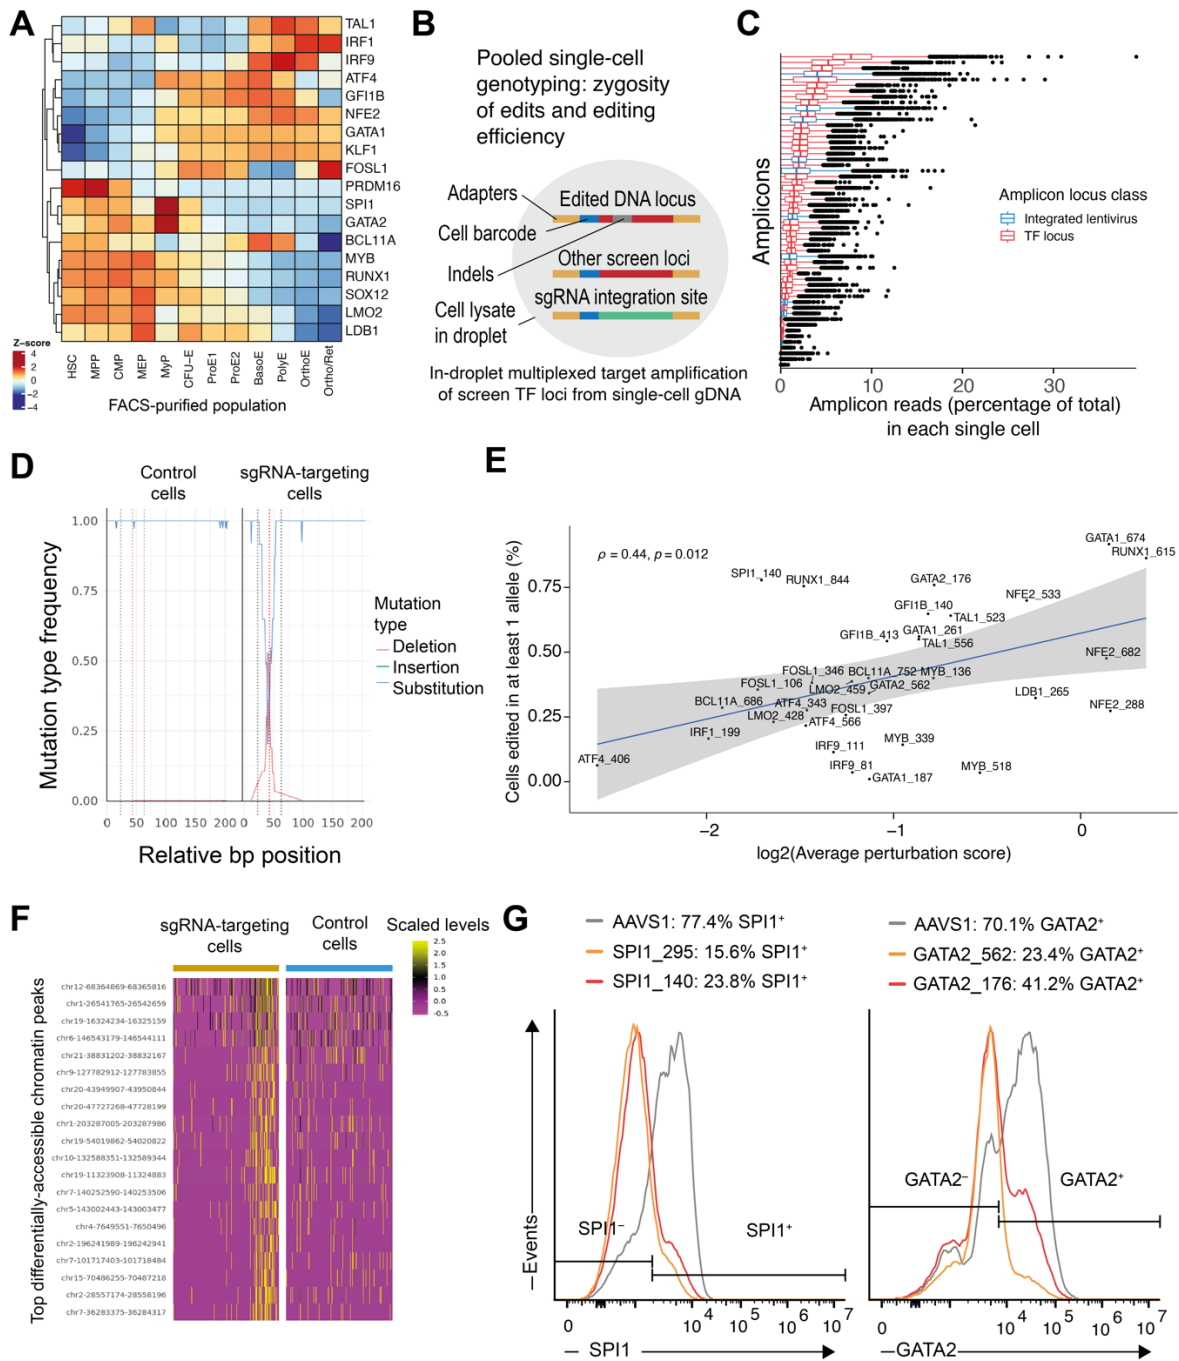 A
TAL1
IRF1
IRF9
ATF4
GFI1B
NFE2
GATA1
KLF1
FOSL1
PRDM16
SPI1
GATA2
BCL11A
MYB
RUNX1
SOX12
LMO2
LDB1
Z-score
4
2
0
−2
−4
HSC
MPP
CMP
MEP
MyP
CFU-E
ProE1
ProE2
BasoE
PolyE
OrthoE
Ortho/Ret
FACS-purified population
B
Pooled single-cell
genotyping: zygosity
of edits and editing
efficiency
Adapters
Edited DNA locus
Cell barcode
Other screen loci
Indels
sgRNA integration site
Cell lysate
in droplet
In-droplet multiplexed target amplification
of screen TF loci from single-cell gDNA
C
Amplicons
Amplicon locus class
Integrated lentivirus
TF locus
0 10 20 30
Amplicon reads (percentage of total)
in each single cell
D
Control
cells
sgRNA-targeting
cells
1.00
0.75
0.50
0.25
0.00
Mutation type frequency
0 50 100 150 200
0 50 100 150 200
Relative bp position
Mutation
type
Deletion
Insertion
Substitution
E
ρ = 0.44, p = 0.012
GATA1_674
RUNX1_615
SPI1_140
RUNX1_844
GATA2_176
NFE2_533
GFI1B_140
TAL1_523
GFI1B_413
GATA1_261
TAL1_556
NFE2_682
FOSL1_346
BCL11A_752
MYB_136
FOSL1_106
LMO2_459
GATA2_562
LDB1_265
BCL11A_686
ATF4_343
FOSL1_397
NFE2_288
LMO2_428
ATF4_566
IRF1_199
IRF9_111
MYB_339
ATF4_406
IRF9_81
GATA1_187
MYB_518
0.75
0.50
0.25
0.00
Cells edited in at least 1 allele (%)
−2 −1 0
log2(Average perturbation score)
F
sgRNA-targeting
cells
Control
cells
Scaled levels
2.5
2.0
1.5
1.0
0.5
0.0
-0.5
Top differentially-accessible chromatin peaks
chr12-68364869-68365816
chr1-26541765-26542659
chr19-16324234-16325159
chr6-146543179-146544111
chr21-38831202-38832167
chr9-127782912-127783855
chr20-43949907-43950844
chr20-47727268-47728199
chr1-203287005-203287986
chr19-54019862-54020822
chr10-132588351-132589344
chr19-11323908-11324883
chr7-140252590-140253506
chr5-143002443-143003477
chr4-7649551-7650496
chr2-196241989-196242941
chr7-101717403-101718484
chr15-70486255-70487218
chr2-28557174-28558196
chr7-36283375-36284317
G
AAVS1: 77.4% SPI1⁺
SPI1_295: 15.6% SPI1⁺
SPI1_140: 23.8% SPI1⁺
AAVS1: 70.1% GATA2⁺
GATA2_562: 23.4% GATA2⁺
GATA2_176: 41.2% GATA2⁺
Events
SPI1⁻
SPI1⁺
0 10⁴ 10⁵ 10⁶ 10⁷
SPI1
GATA2⁻
GATA2⁺
0 10⁴ 10⁵ 10⁶ 10⁷
GATA2